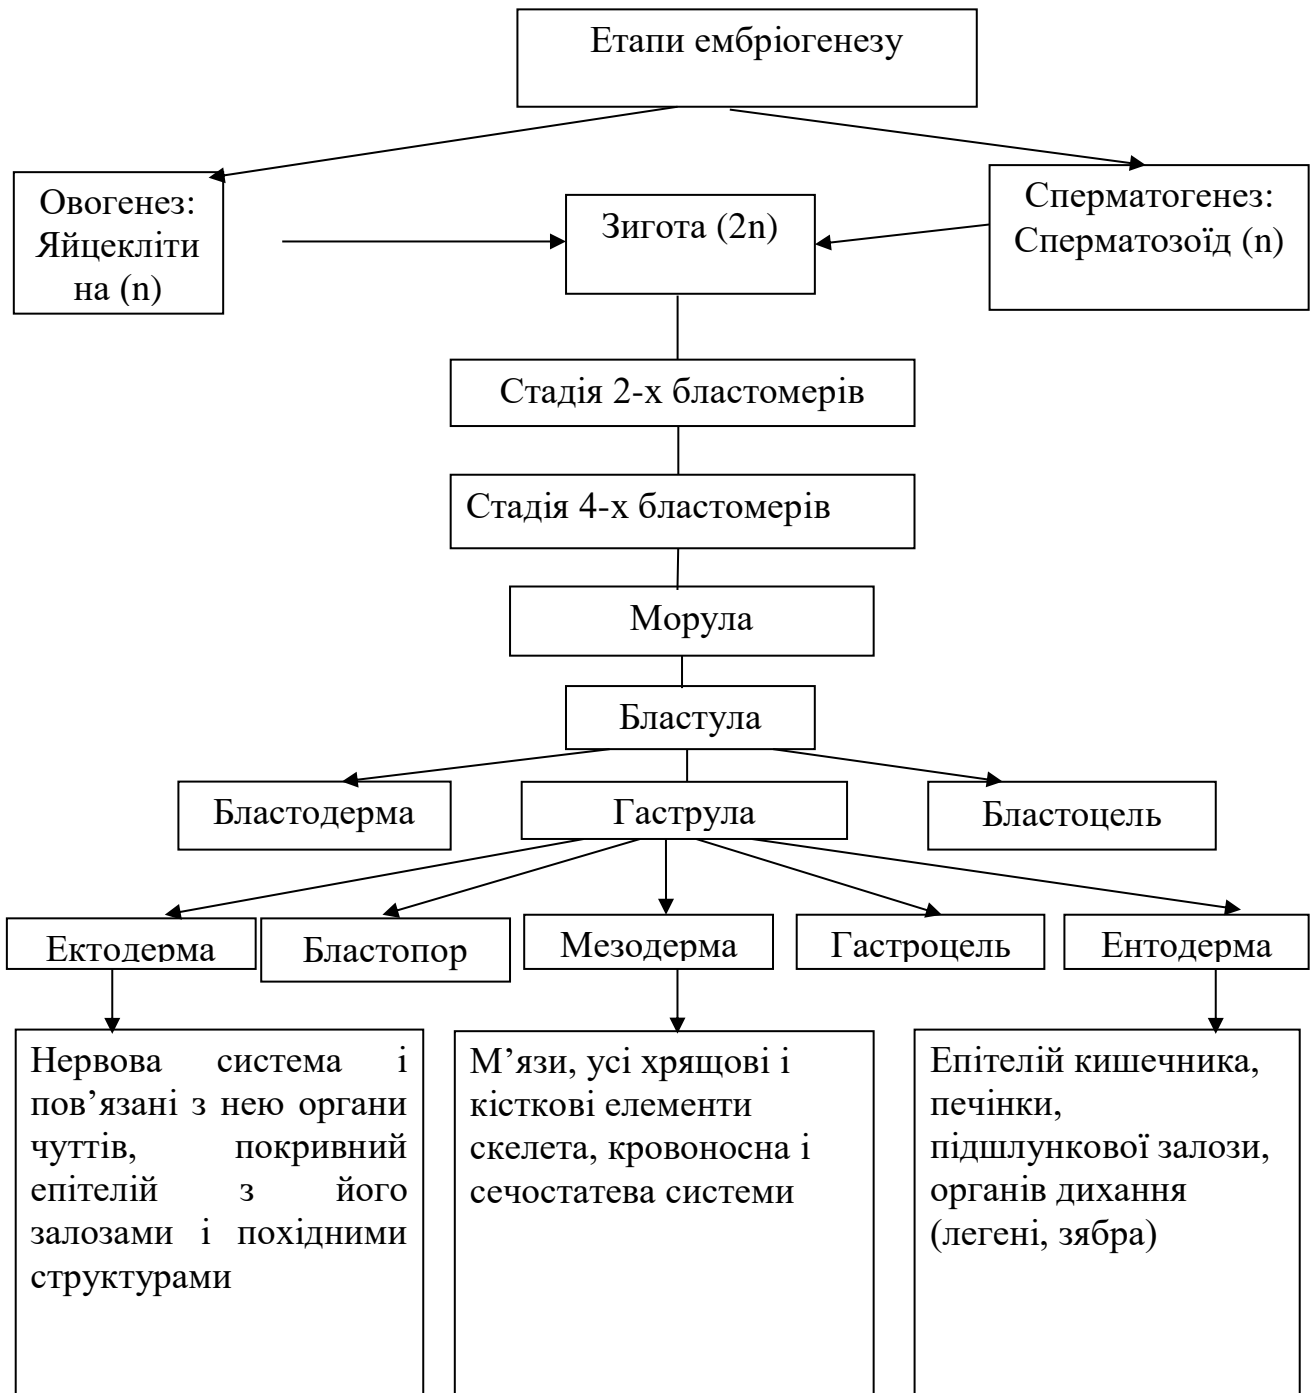 Етапи ембріогенезу
Овогенез:
Яйцекліти
на (n)
Зигота (2n)
Сперматогенез:
Сперматозоїд (n)
Стадія 2-х бластомерів
Стадія 4-х бластомерів
Морула
Бластула
Бластодерма
Гаструла
Бластоцель
Ектодерма
Бластопор
Мезодерма
Гастроцель
Ентодерма
Нервова система і
пов’язані з нею органи
чуттів, покривний
епітелій з його
залозами і похідними
структурами
М’язи, усі хрящові і
кісткові елементи
скелета, кровоносна і
сечостатева системи
Епітелій кишечника,
печінки,
підшлункової залози,
органів дихання
(легені, зябра)